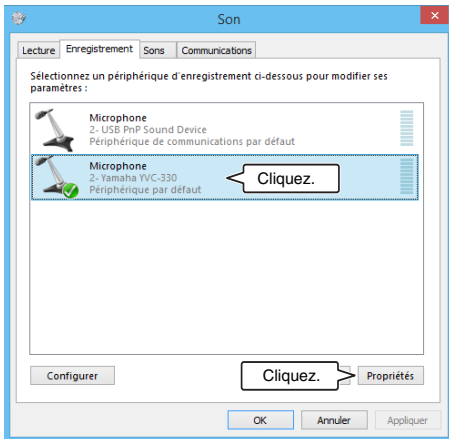 Son
Lecture Enregistrement Sons Communications
Sélectionnez un périphérique d'enregistrement ci-dessous pour modifier ses
paramètres :
Microphone
2- USB PnP Sound Device
Périphérique de communications par défaut
Microphone
2- Yamaha YVC-330
Périphérique par défaut
Cliquez.
Configurer
Cliquez.
Propriétés
OK Annuler Appliquer